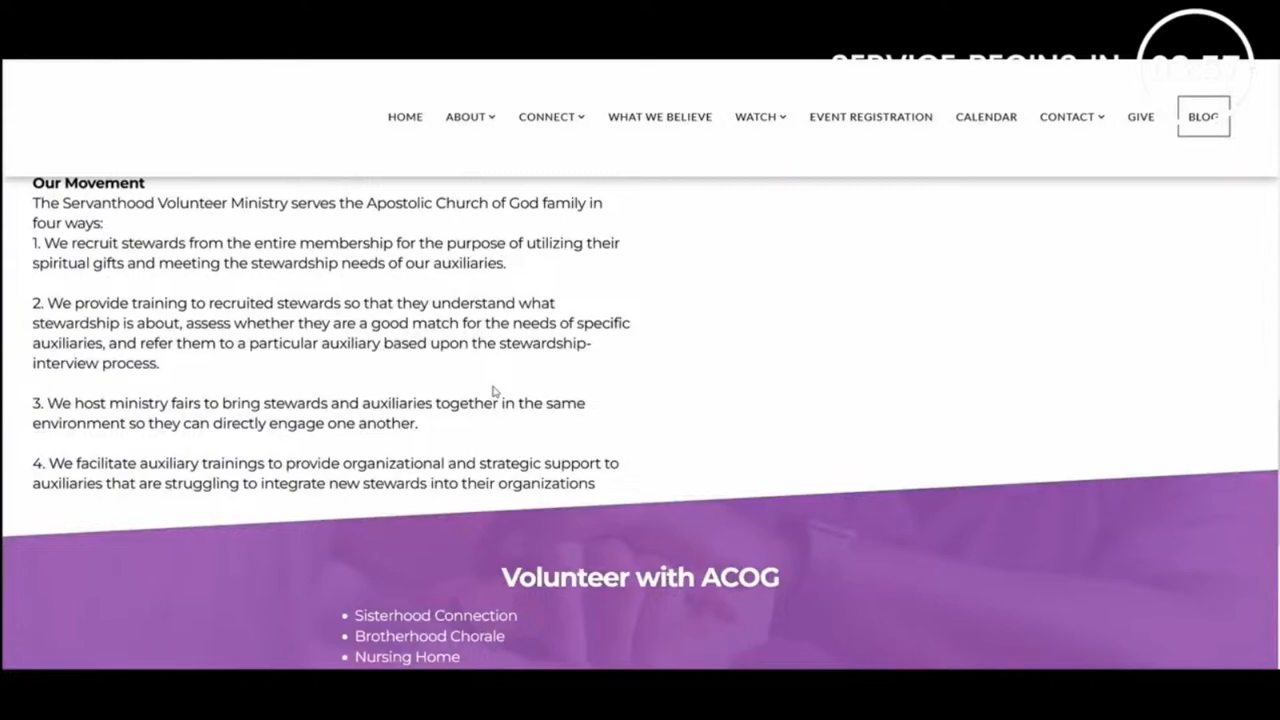 SERVICE BEGINS IN
HOME ABOUT CONNECT WHAT WE BELIEVE WATCH EVENT REGISTRATION CALENDAR CONTACT GIVE BLOG
Our Movement
The Servanthood Volunteer Ministry serves the Apostolic Church of God family in
four ways:
1. We recruit stewards from the entire membership for the purpose of utilizing their
spiritual gifts and meeting the stewardship needs of our auxiliaries.
2. We provide training to recruited stewards so that they understand what
stewardship is about, assess whether they are a good match for the needs of specific
auxiliaries, and refer them to a particular auxiliary based upon the stewardship-
interview process.
3. We host ministry fairs to bring stewards and auxiliaries together in the same
environment so they can directly engage one another.
4. We facilitate auxiliary trainings to provide organizational and strategic support to
auxiliaries that are struggling to integrate new stewards into their organizations
Volunteer with ACOG
• Sisterhood Connection
• Brotherhood Chorale
• Nursing Home